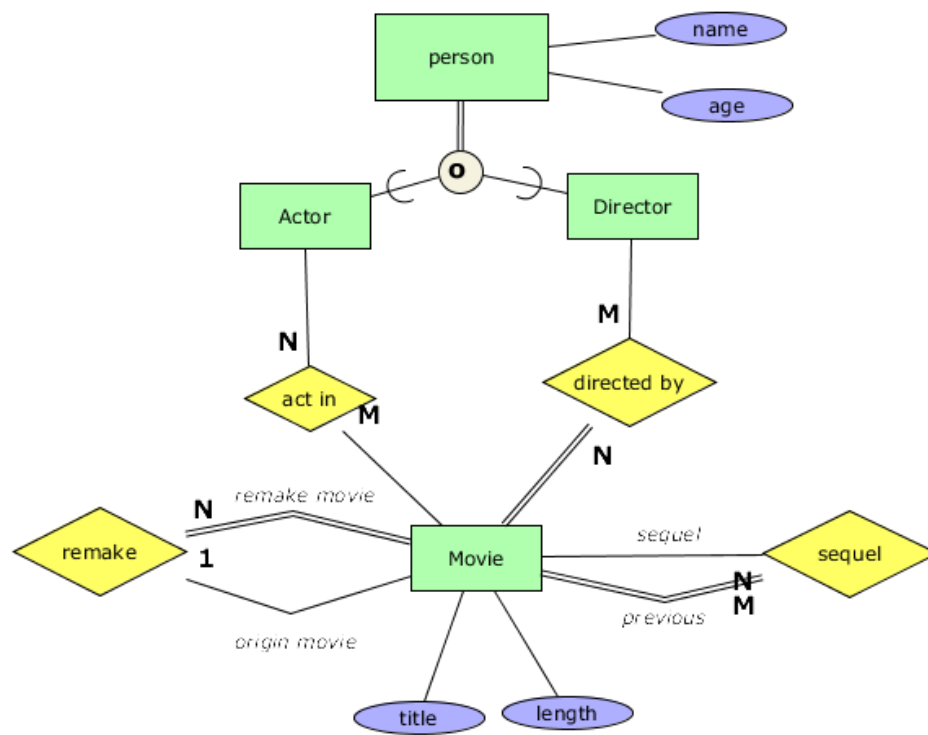 name
person
age
O
Actor
Director
M
N
directed by
act in
M
N
remake movie
N
sequel
remake
1
Movie
sequel
N
M
previous
origin movie
title
length